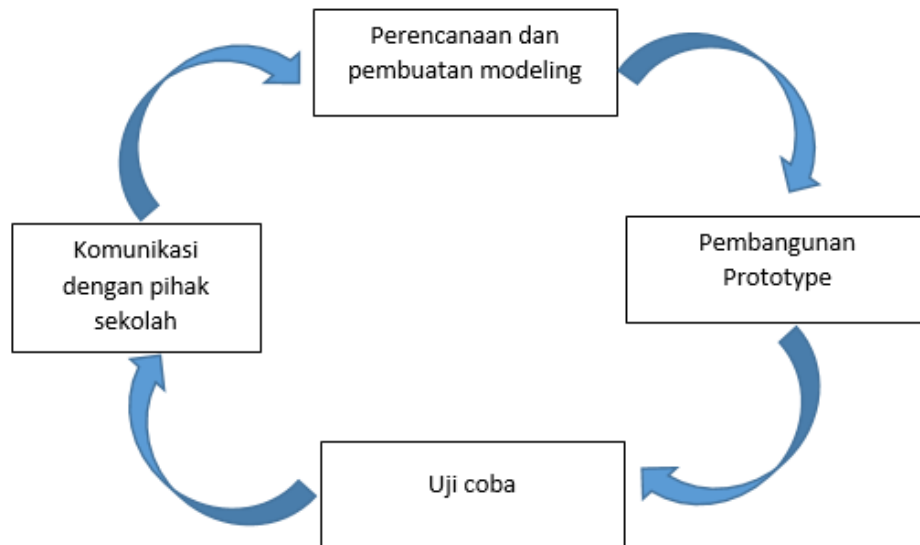 Perencanaan dan
pembuatan modeling
Komunikasi
dengan pihak
sekolah
Pembangunan
Prototype
Uji coba